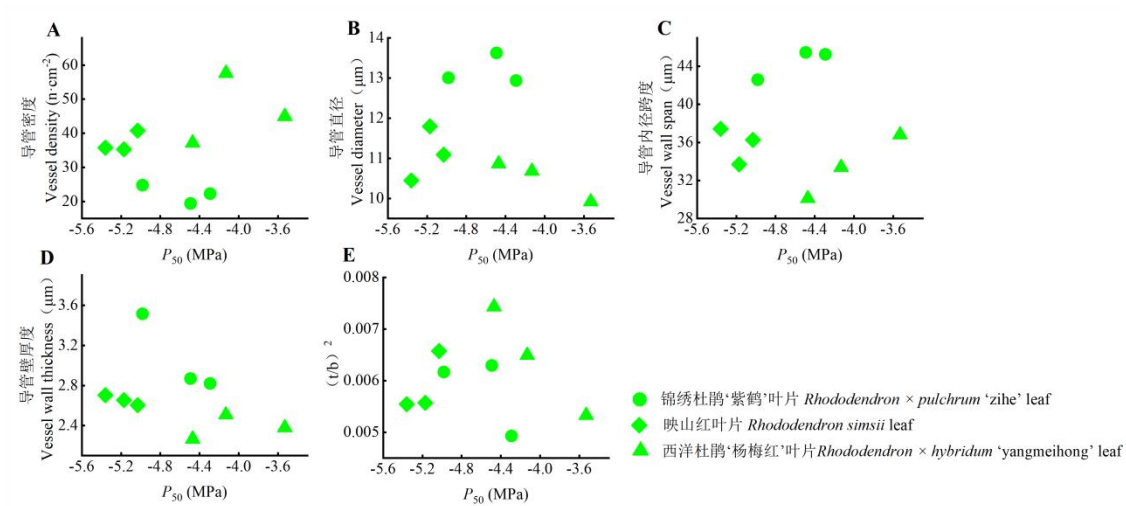 A
导管密度
Vessel density (n·cm⁻²)
60
50
40
30
20
-5.6 -5.2 -4.8 -4.4 -4.0 -3.6
P₅₀ (MPa)
B
导管直径
Vessel diameter（μm）
14
13
12
11
10
-5.6 -5.2 -4.8 -4.4 -4.0 -3.6
P₅₀ (MPa)
C
导管内径跨度
Vessel wall span（μm）
44
40
36
32
28
-5.6 -5.2 -4.8 -4.4 -4.0 -3.6
P₅₀ (MPa)
D
导管壁厚度
Vessel wall thickness（μm）
3.6
3.2
2.8
2.4
-5.6 -5.2 -4.8 -4.4 -4.0 -3.6
P₅₀ (MPa)
E
（t/b）²
0.008
0.007
0.006
0.005
-5.6 -5.2 -4.8 -4.4 -4.0 -3.6
P₅₀ (MPa)
锦绣杜鹃‘紫鹤’叶片 Rhododendron × pulchrum ‘zihe’ leaf
映山红叶片 Rhododendron simsii leaf
西洋杜鹃‘杨梅红’叶片Rhododendron × hybridum ‘yangmeihong’ leaf